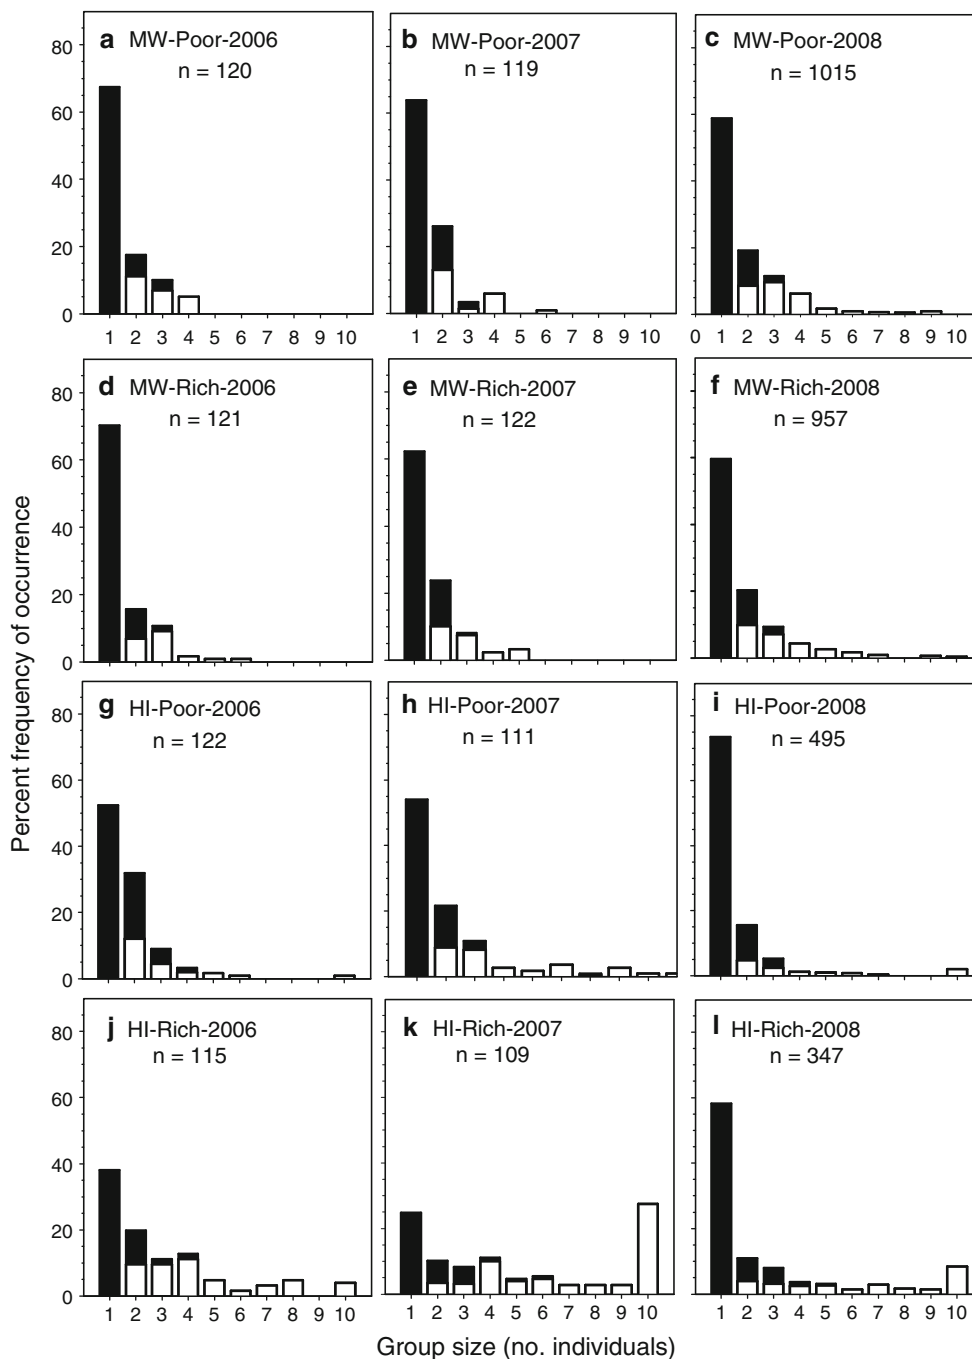 a MW-Poor-2006
n = 120
b MW-Poor-2007
n = 119
c MW-Poor-2008
n = 1015
80
60
40
20
0
1 2 3 4 5 6 7 8 9 10
1 2 3 4 5 6 7 8 9 10
0 1 2 3 4 5 6 7 8 9 10
d MW-Rich-2006
n = 121
e MW-Rich-2007
n = 122
f MW-Rich-2008
n = 957
80
60
40
20
0
g HI-Poor-2006
n = 122
h HI-Poor-2007
n = 111
i HI-Poor-2008
n = 495
80
60
40
20
0
j HI-Rich-2006
n = 115
k HI-Rich-2007
n = 109
l HI-Rich-2008
n = 347
80
60
40
20
0
1 2 3 4 5 6 7 8 9 10
1 2 3 4 5 6 7 8 9 10
1 2 3 4 5 6 7 8 9 10
Percent frequency of occurrence
Group size (no. individuals)